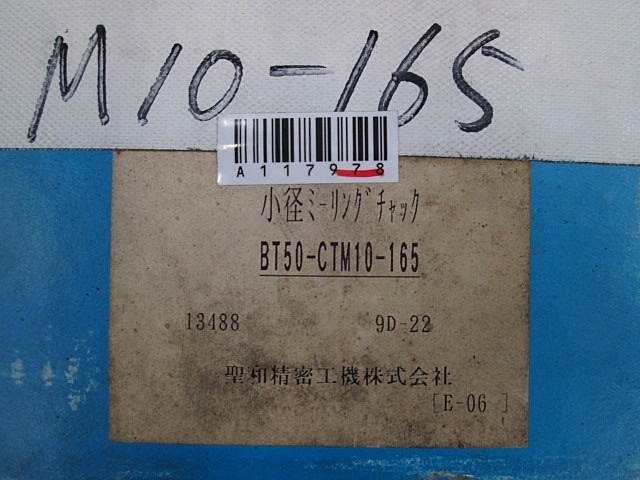 M10-165
A117978
小径ミーリングチャック
BT50-CTM10-165
13488 9D-22
聖和精密工機株式会社
[E-06 ]